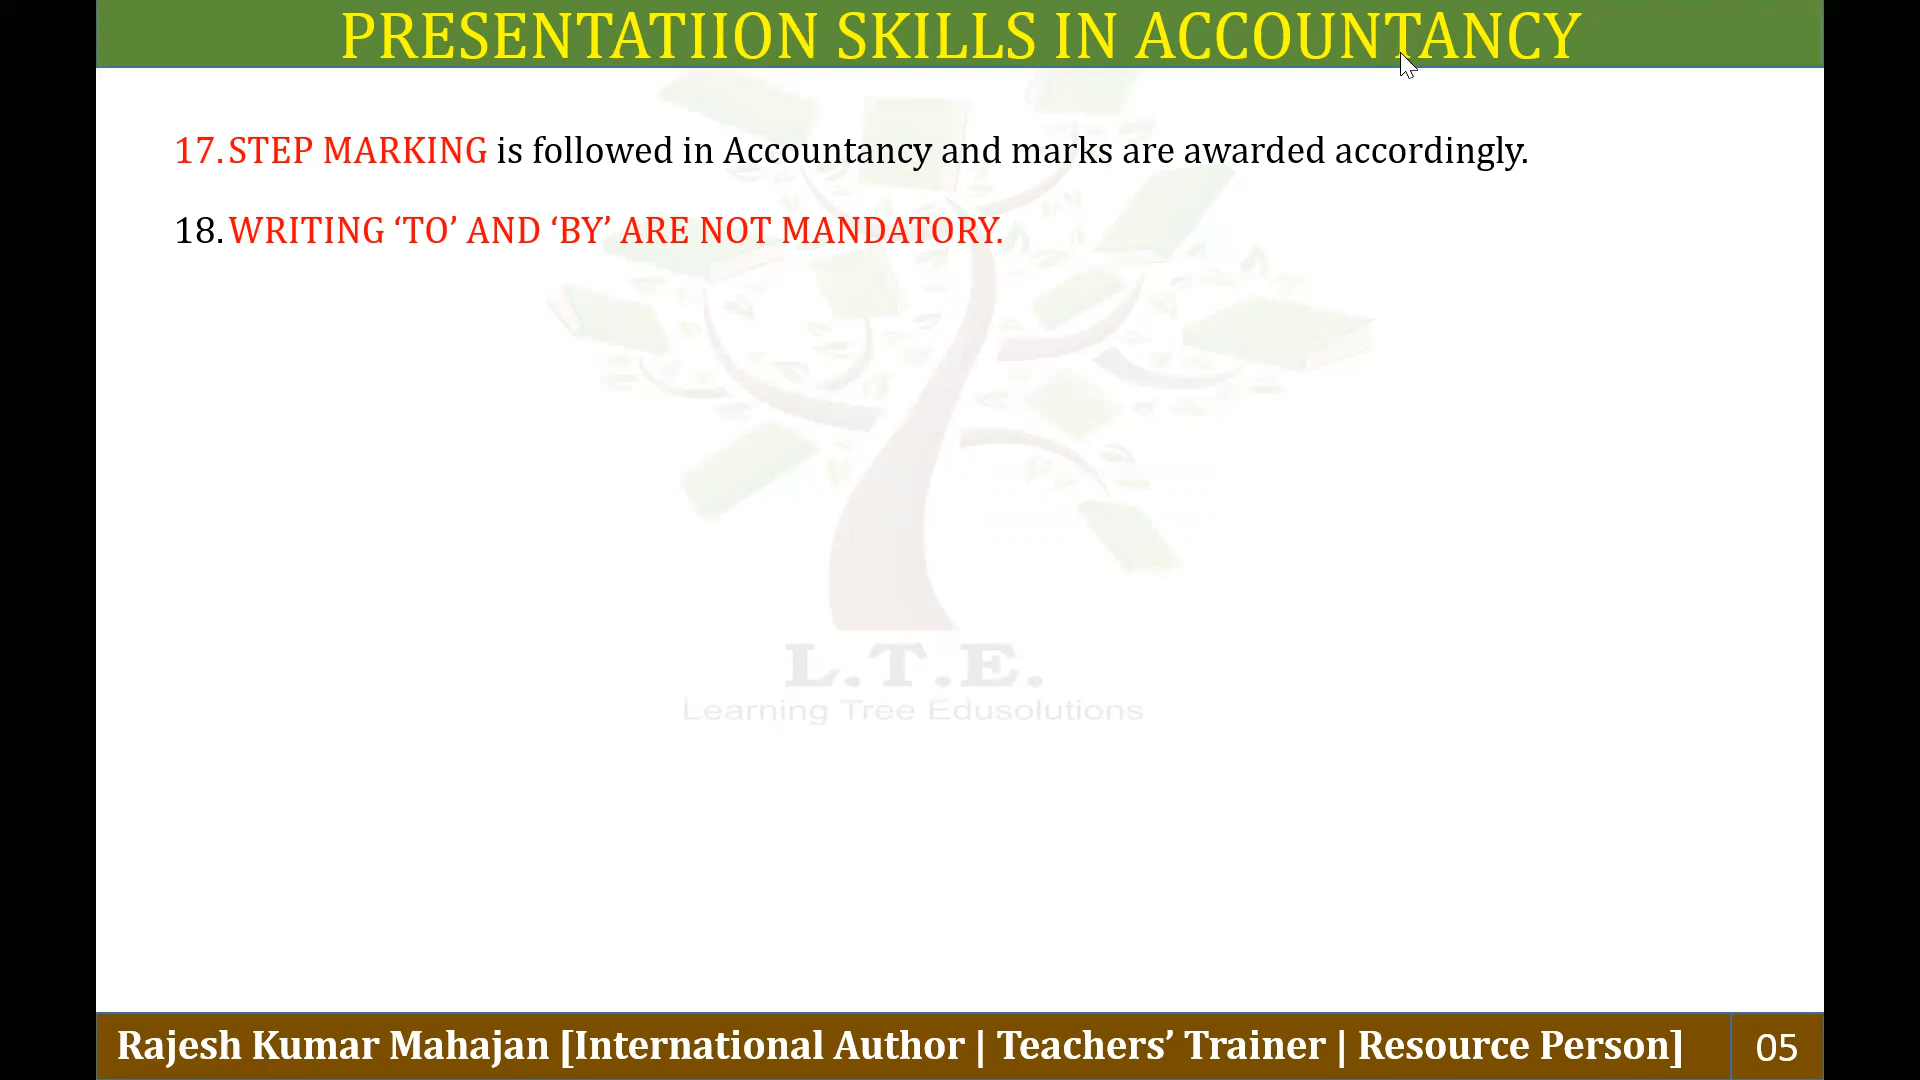 PRESENTATIION SKILLS IN ACCOUNTANCY
17. STEP MARKING is followed in Accountancy and marks are awarded accordingly.
18. WRITING ‘TO’ AND ‘BY’ ARE NOT MANDATORY.
L.T.E.
Learning Tree Edusolutions
Rajesh Kumar Mahajan [International Author | Teachers’ Trainer | Resource Person]
05